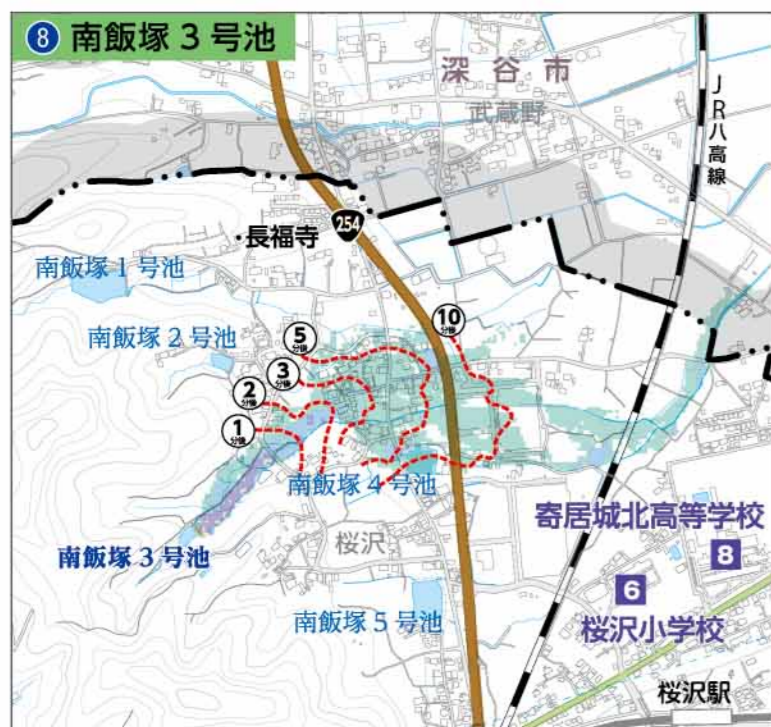 8 南飯塚3号池
深谷市
武蔵野
JR八高線
254
長福寺
南飯塚1号池
南飯塚2号池
10分後
5分後
3分後
2分後
1分後
南飯塚4号池
南飯塚3号池
桜沢
寄居城北高等学校
8
6
南飯塚5号池
桜沢小学校
桜沢駅